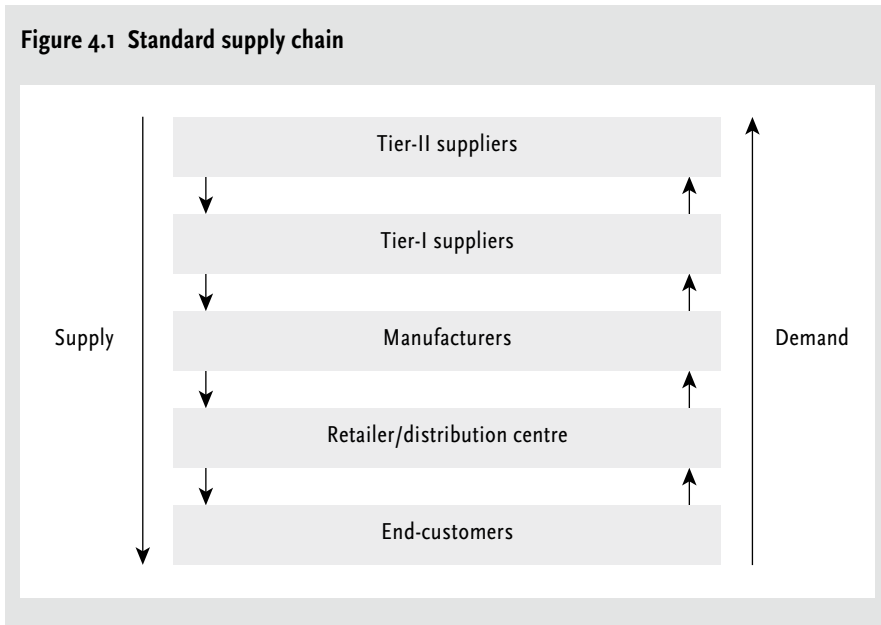 Figure 4.1 Standard supply chain
Tier-II suppliers
Tier-I suppliers
Supply
Manufacturers
Demand
Retailer/distribution centre
End-customers